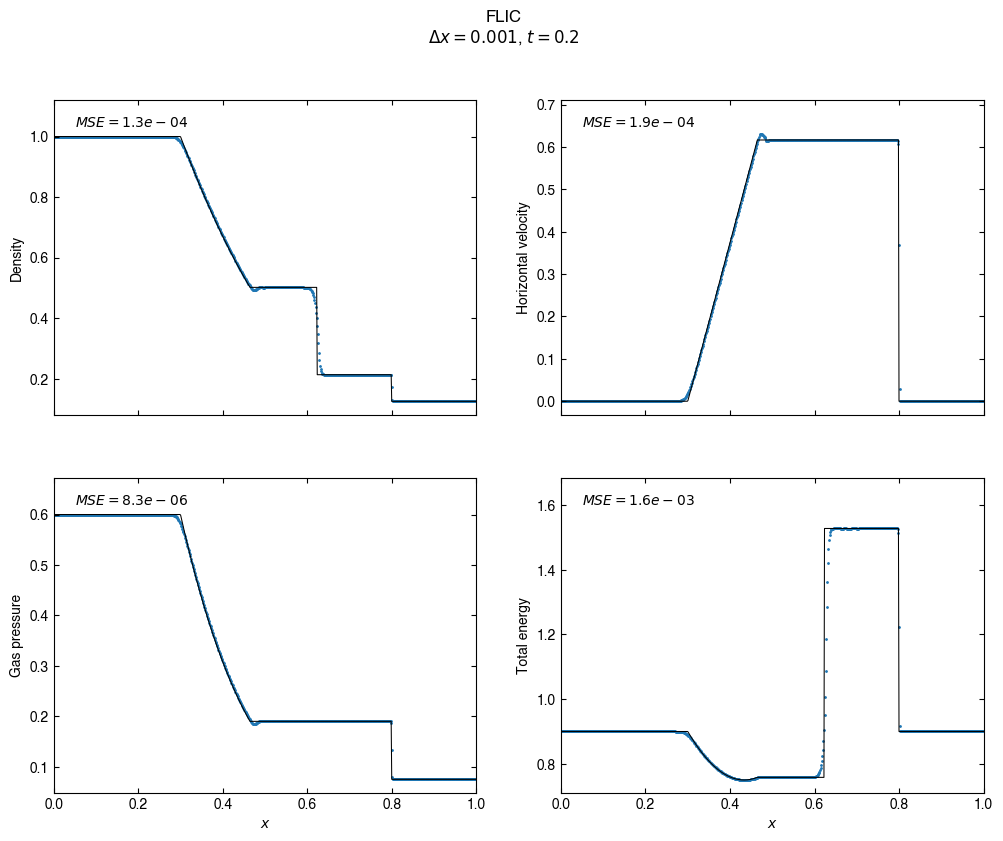 FLIC
Δx = 0.001, t = 0.2
MSE = 1.3e − 04
1.0
0.8
0.6
0.4
0.2
Density
MSE = 1.9e − 04
0.7
0.6
0.5
0.4
0.3
0.2
0.1
0.0
Horizontal velocity
MSE = 8.3e − 06
0.6
0.5
0.4
0.3
0.2
0.1
Gas pressure
0.0 0.2 0.4 0.6 0.8 1.0
x
MSE = 1.6e − 03
1.6
1.4
1.2
1.0
0.8
Total energy
0.0 0.2 0.4 0.6 0.8 1.0
x